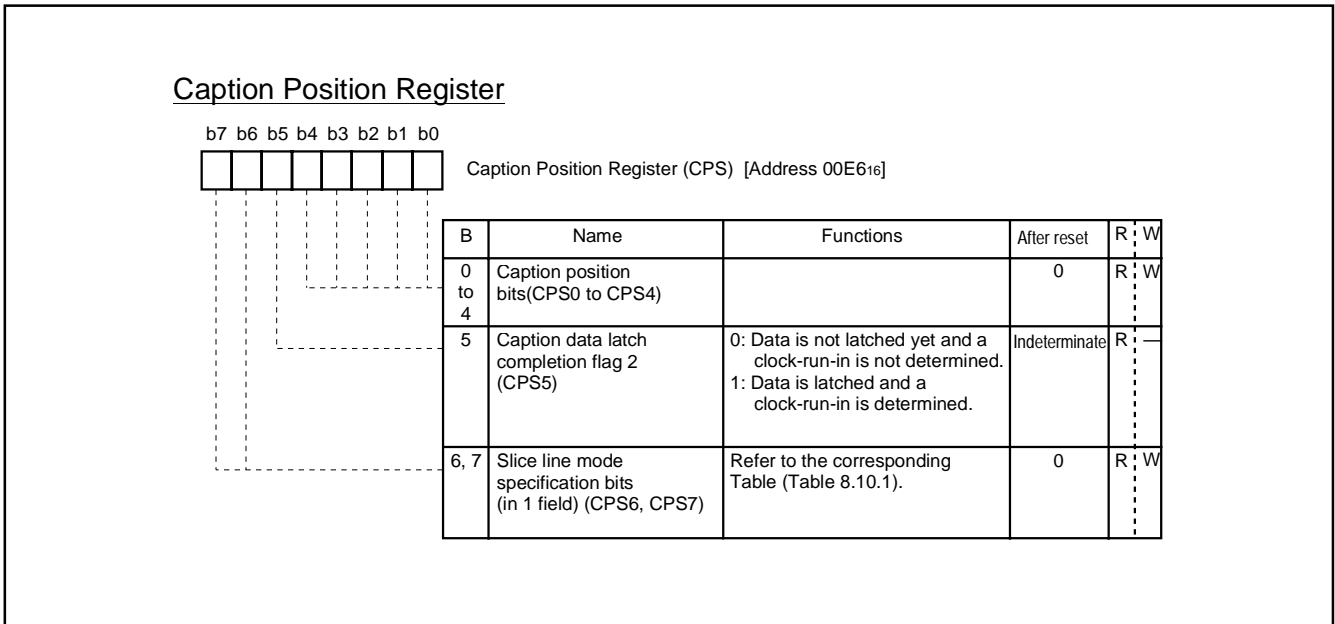 Caption Position Register
b7 b6 b5 b4 b3 b2 b1 b0
Caption Position Register (CPS) [Address 00E616]
B Name Functions After reset R W
0 to 4 Caption position bits(CPS0 to CPS4) 0 R W
5 Caption data latch completion flag 2 (CPS5) 0: Data is not latched yet and a clock-run-in is not determined. 1: Data is latched and a clock-run-in is determined. Indeterminate R —
6, 7 Slice line mode specification bits (in 1 field) (CPS6, CPS7) Refer to the corresponding Table (Table 8.10.1). 0 R W